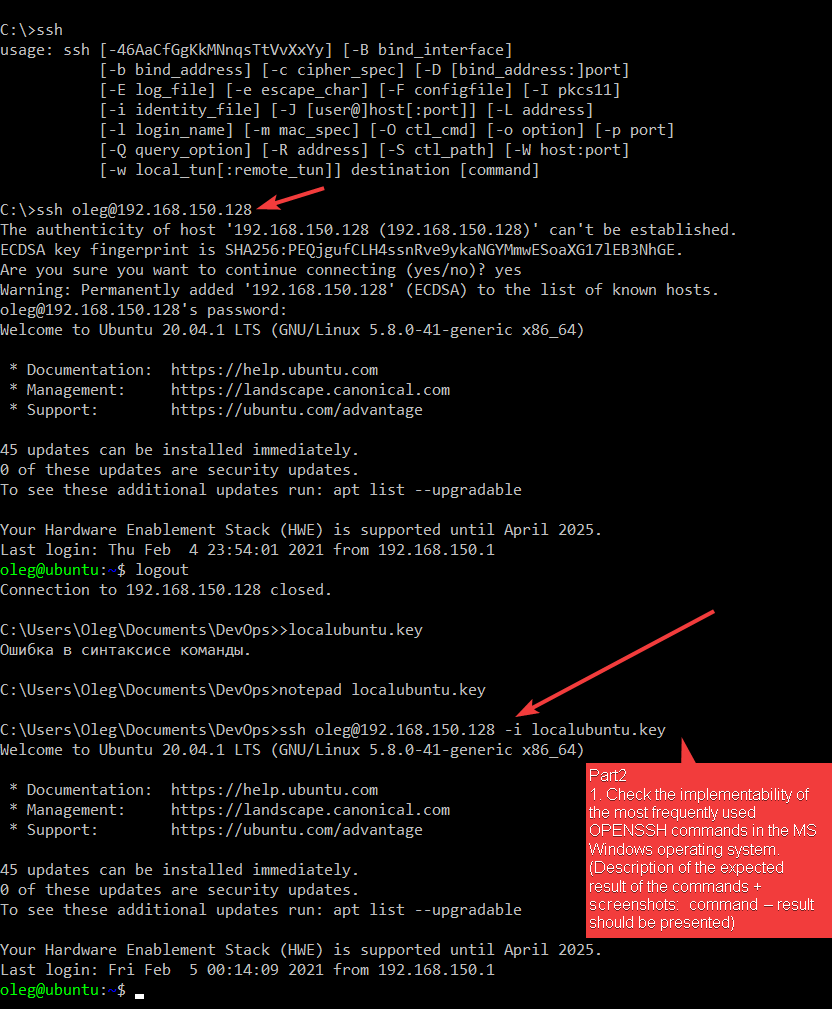 C:\>ssh
usage: ssh [-46AaCfGgKkMNnqsTtVvXxYy] [-B bind_interface]
           [-b bind_address] [-c cipher_spec] [-D [bind_address:]port]
           [-E log_file] [-e escape_char] [-F configfile] [-I pkcs11]
           [-i identity_file] [-J [user@]host[:port]] [-L address]
           [-l login_name] [-m mac_spec] [-O ctl_cmd] [-o option] [-p port]
           [-Q query_option] [-R address] [-S ctl_path] [-W host:port]
           [-w local_tun[:remote_tun]] destination [command]
C:\>ssh oleg@192.168.150.128
The authenticity of host '192.168.150.128 (192.168.150.128)' can't be established.
ECDSA key fingerprint is SHA256:PEQjgufCLH4ssnRve9ykaNGYMmwESoaXG17lEB3NhGE.
Are you sure you want to continue connecting (yes/no)? yes
Warning: Permanently added '192.168.150.128' (ECDSA) to the list of known hosts.
oleg@192.168.150.128's password:
Welcome to Ubuntu 20.04.1 LTS (GNU/Linux 5.8.0-41-generic x86_64)
 * Documentation:  https://help.ubuntu.com
 * Management:     https://landscape.canonical.com
 * Support:        https://ubuntu.com/advantage
45 updates can be installed immediately.
0 of these updates are security updates.
To see these additional updates run: apt list --upgradable
Your Hardware Enablement Stack (HWE) is supported until April 2025.
Last login: Thu Feb  4 23:54:01 2021 from 192.168.150.1
oleg@ubuntu:~$ logout
Connection to 192.168.150.128 closed.
C:\Users\Oleg\Documents\DevOps>>localubuntu.key
Ошибка в синтаксисе команды.
C:\Users\Oleg\Documents\DevOps>notepad localubuntu.key
C:\Users\Oleg\Documents\DevOps>ssh oleg@192.168.150.128 -i localubuntu.key
Welcome to Ubuntu 20.04.1 LTS (GNU/Linux 5.8.0-41-generic x86_64)
 * Documentation:  https://help.ubuntu.com
 * Management:     https://landscape.canonical.com
 * Support:        https://ubuntu.com/advantage
45 updates can be installed immediately.
0 of these updates are security updates.
To see these additional updates run: apt list --upgradable
Your Hardware Enablement Stack (HWE) is supported until April 2025.
Last login: Fri Feb  5 00:14:09 2021 from 192.168.150.1
oleg@ubuntu:~$
Part2
1. Check the implementability of
the most frequently used
OPENSSH commands in the MS
Windows operating system.
(Description of the expected
result of the commands +
screenshots:  command – result
should be presented)